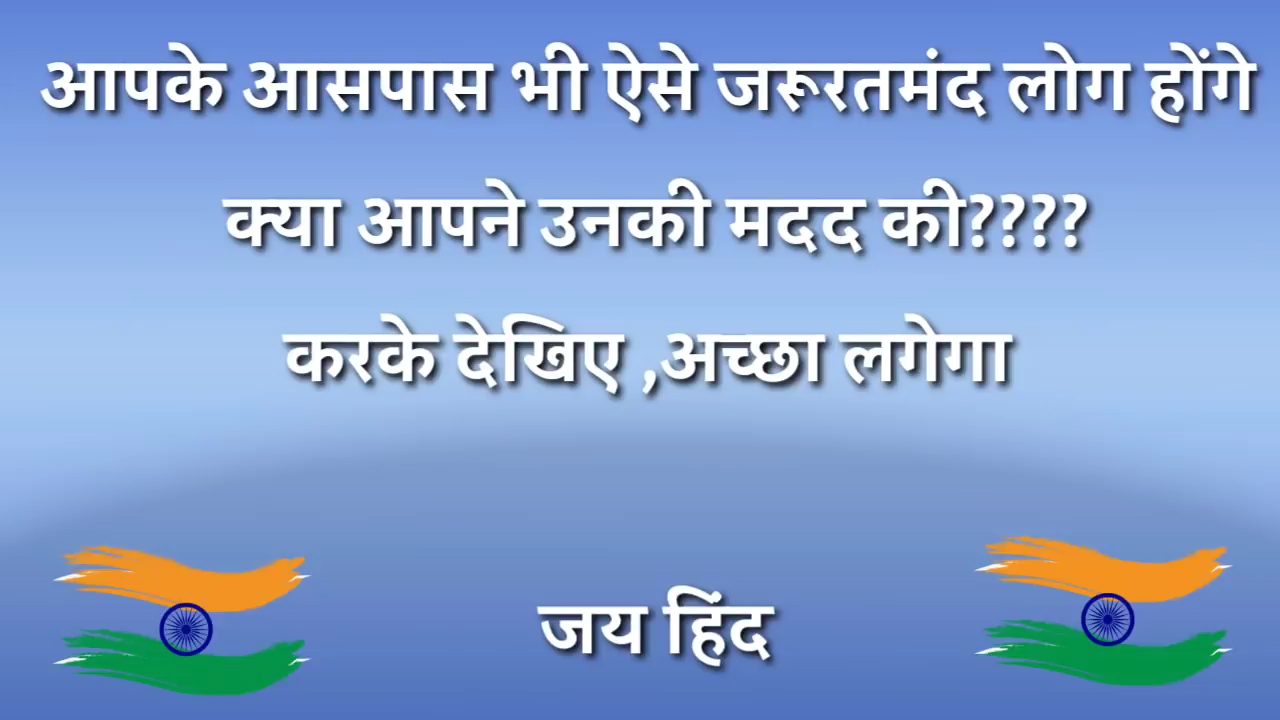 आपके आसपास भी ऐसे जरूरतमंद लोग होंगे
क्या आपने उनकी मदद की????
करके देखिए ,अच्छा लगेगा
जय हिंद